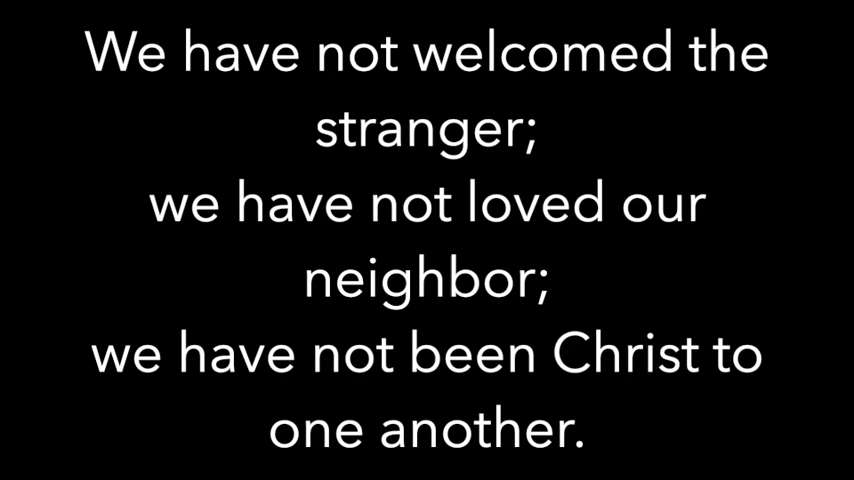 We have not welcomed the
stranger;
we have not loved our
neighbor;
we have not been Christ to
one another.